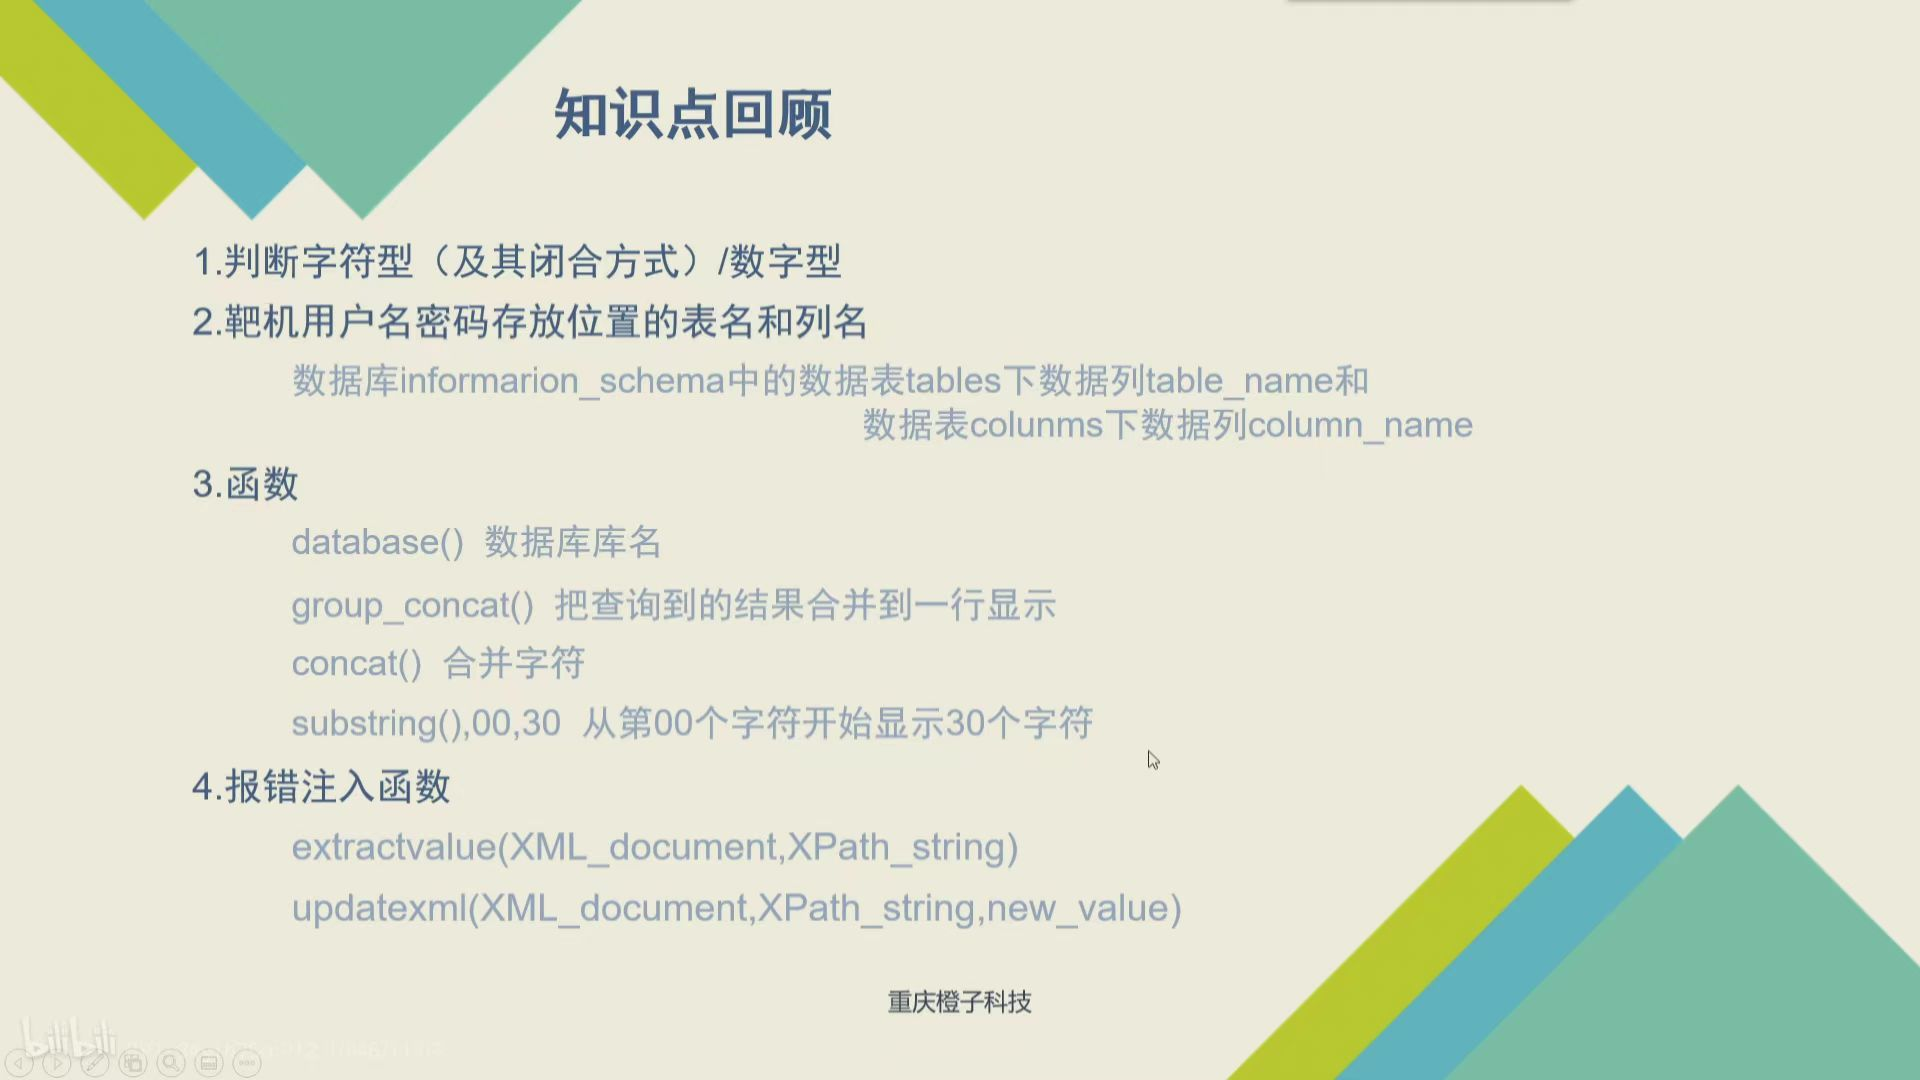 知识点回顾
1.判断字符型（及其闭合方式）/数字型
2.靶机用户名密码存放位置的表名和列名
数据库informarion_schema中的数据表tables下数据列table_name和
数据表colunms下数据列column_name
3.函数
database() 数据库库名
group_concat() 把查询到的结果合并到一行显示
concat() 合并字符
substring(),00,30 从第00个字符开始显示30个字符
4.报错注入函数
extractvalue(XML_document,XPath_string)
updatexml(XML_document,XPath_string,new_value)
重庆橙子科技
bilibili